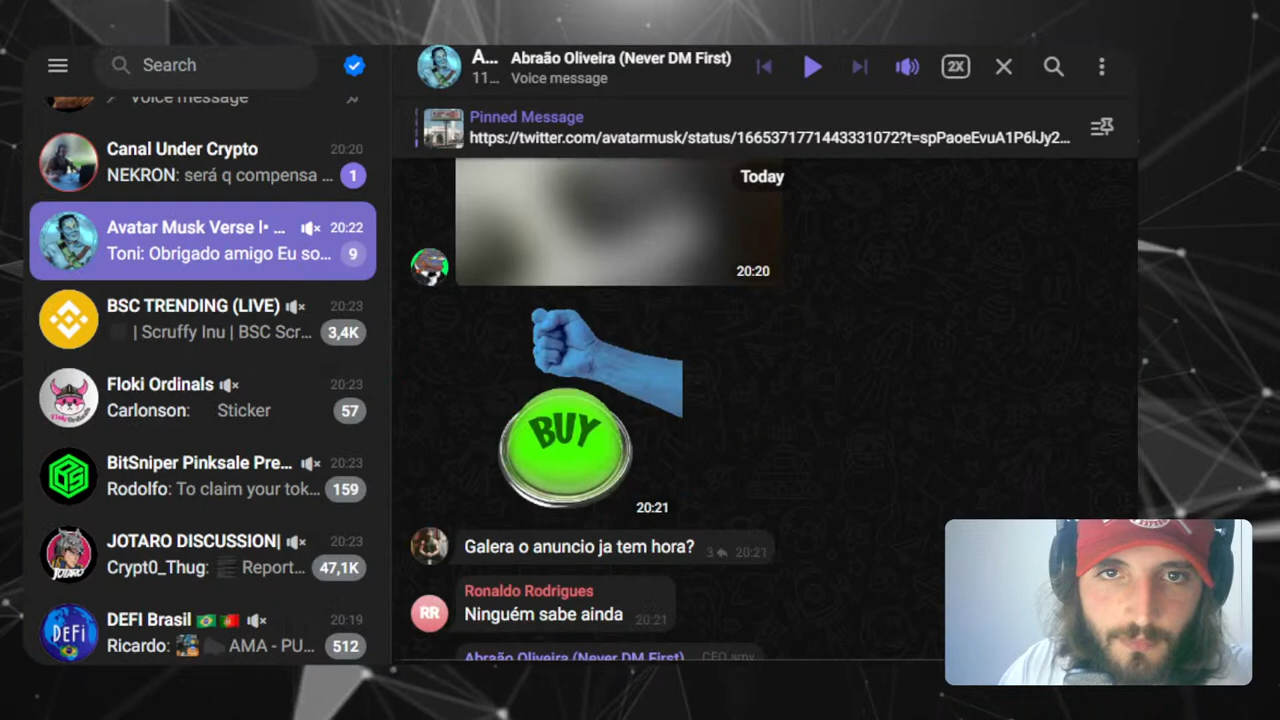 Search
Voice message
Canal Under Crypto 20:20
NEKRON: será q compensa ... 1
Avatar Musk Verse |• ... 20:22
Toni: Obrigado amigo Eu so... 9
BSC TRENDING (LIVE) 20:23
| Scruffy Inu | BSC Scr... 3,4K
Floki Ordinals 20:23
Carlonson: Sticker 57
BitSniper Pinksale Pre... 20:23
Rodolfo: To claim your tok... 159
JOTARO DISCUSSION| 20:23
Crypt0_Thug: Report... 47,1K
DEFI Brasil 20:19
Ricardo: AMA - PU... 512
DEFi
JOTARO
A... Abraão Oliveira (Never DM First)
11... Voice message
2X
Pinned Message
https://twitter.com/avatarmusk/status/1665371771443331072?t=spPaoeEvuA1P6lJy2...
Today
20:20
BUY
20:21
Galera o anuncio ja tem hora? 3 20:21
Ronaldo Rodrigues
RR
Ninguém sabe ainda 20:21
Abraão Oliveira (Never DM First)